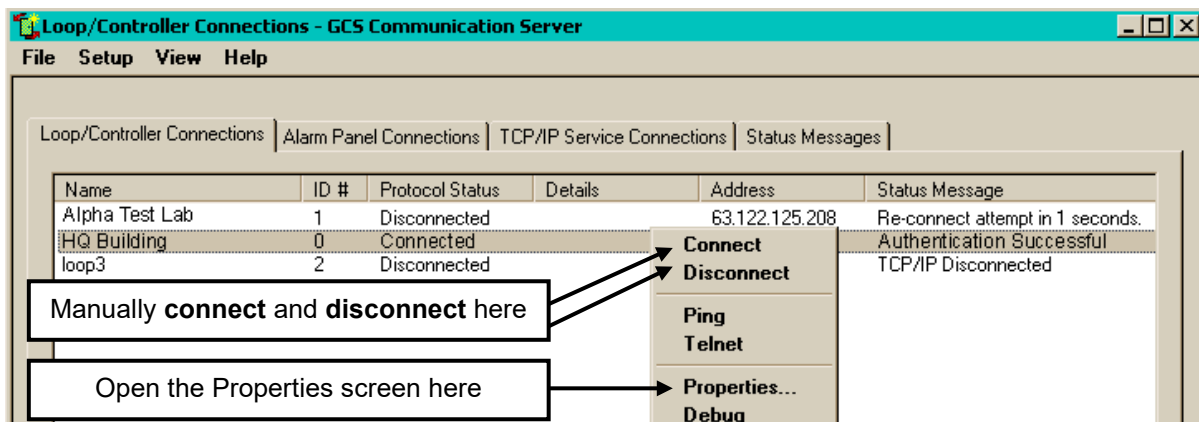 Loop/Controller Connections - GCS Communication Server
File Setup View Help
Loop/Controller Connections Alarm Panel Connections TCP/IP Service Connections Status Messages
Name ID # Protocol Status Details Address Status Message
Alpha Test Lab 1 Disconnected 63.122.125.208 Re-connect attempt in 1 seconds.
HQ Building 0 Connected Authentication Successful
loop3 2 Disconnected TCP/IP Disconnected
Connect
Disconnect
Manually connect and disconnect here
Ping
Telnet
Open the Properties screen here
Properties...
Debug